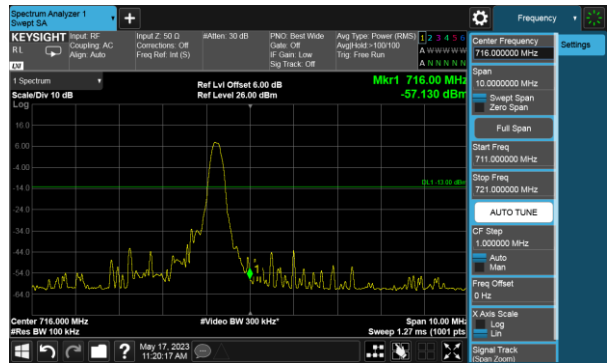 Spectrum Analyzer 1
Swept SA
+
Frequency
KEYSIGHT
R L
LXI
Input: RF
Coupling: AC
Align: Auto
Input Z: 50 Ω
Corrections: Off
Freq Ref: Int (S)
#Atten: 30 dB
PNO: Best Wide
Gate: Off
IF Gain: Low
Sig Track: Off
Avg Type: Power (RMS)
Avg|Hold:>100/100
Trig: Free Run
1 2 3 4 5 6
A W W W W W
A N N N N N
Center Frequency
716.000000 MHz
Settings
Span
10.0000000 MHz
Swept Span
Zero Span
Full Span
Start Freq
711.000000 MHz
Stop Freq
721.000000 MHz
AUTO TUNE
CF Step
1.000000 MHz
Auto
Man
Freq Offset
0 Hz
X Axis Scale
Log
Lin
Signal Track
(Span Zoom)
1 Spectrum
Scale/Div 10 dB
Log
Ref Lvl Offset 6.00 dB
Ref Level 26.00 dBm
Mkr1 716.00 MHz
-57.130 dBm
16.0
6.00
-4.00
-14.0
DL1 -13.00 dBm
-24.0
-34.0
-44.0
-54.0
-64.0
1
Center 716.000 MHz
#Res BW 100 kHz
#Video BW 300 kHz*
Span 10.00 MHz
Sweep 1.27 ms (1001 pts)
?
May 17, 2023
11:20:17 AM